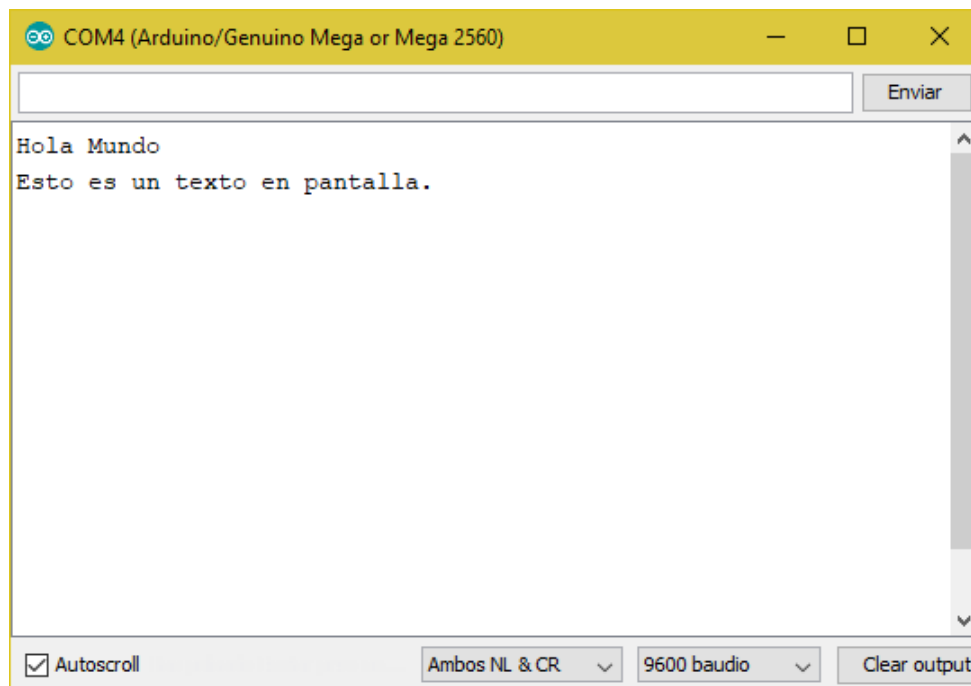 COM4 (Arduino/Genuino Mega or Mega 2560)
Enviar
Hola Mundo
Esto es un texto en pantalla.
Autoscroll
Ambos NL & CR
9600 baudio
Clear output